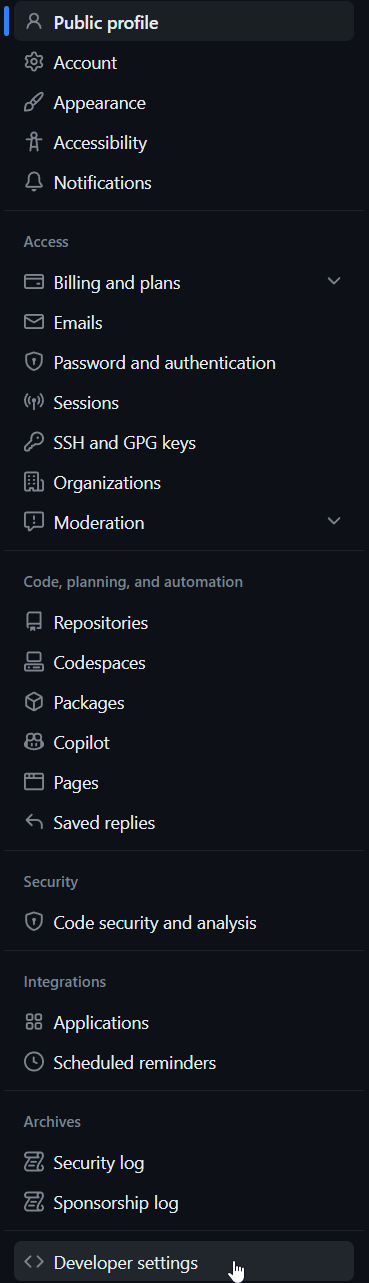 Public profile
Account
Appearance
Accessibility
Notifications
Access
Billing and plans
Emails
Password and authentication
Sessions
SSH and GPG keys
Organizations
Moderation
Code, planning, and automation
Repositories
Codespaces
Packages
Copilot
Pages
Saved replies
Security
Code security and analysis
Integrations
Applications
Scheduled reminders
Archives
Security log
Sponsorship log
Developer settings